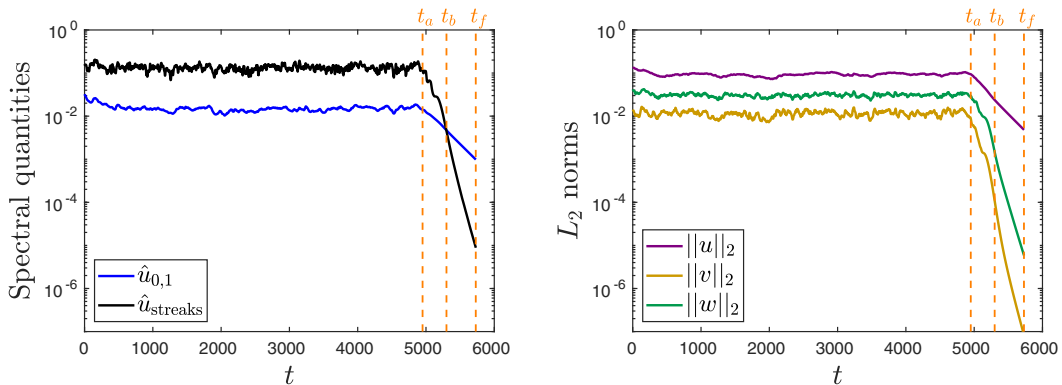 t_a t_b t_f
10^0
10^{-2}
10^{-4}
10^{-6}
Spectral quantities
û_{0,1}
û_{streaks}
0 1000 2000 3000 4000 5000 6000
t
t_a t_b t_f
10^0
10^{-2}
10^{-4}
10^{-6}
L_2 norms
||u||_2
||v||_2
||w||_2
0 1000 2000 3000 4000 5000 6000
t